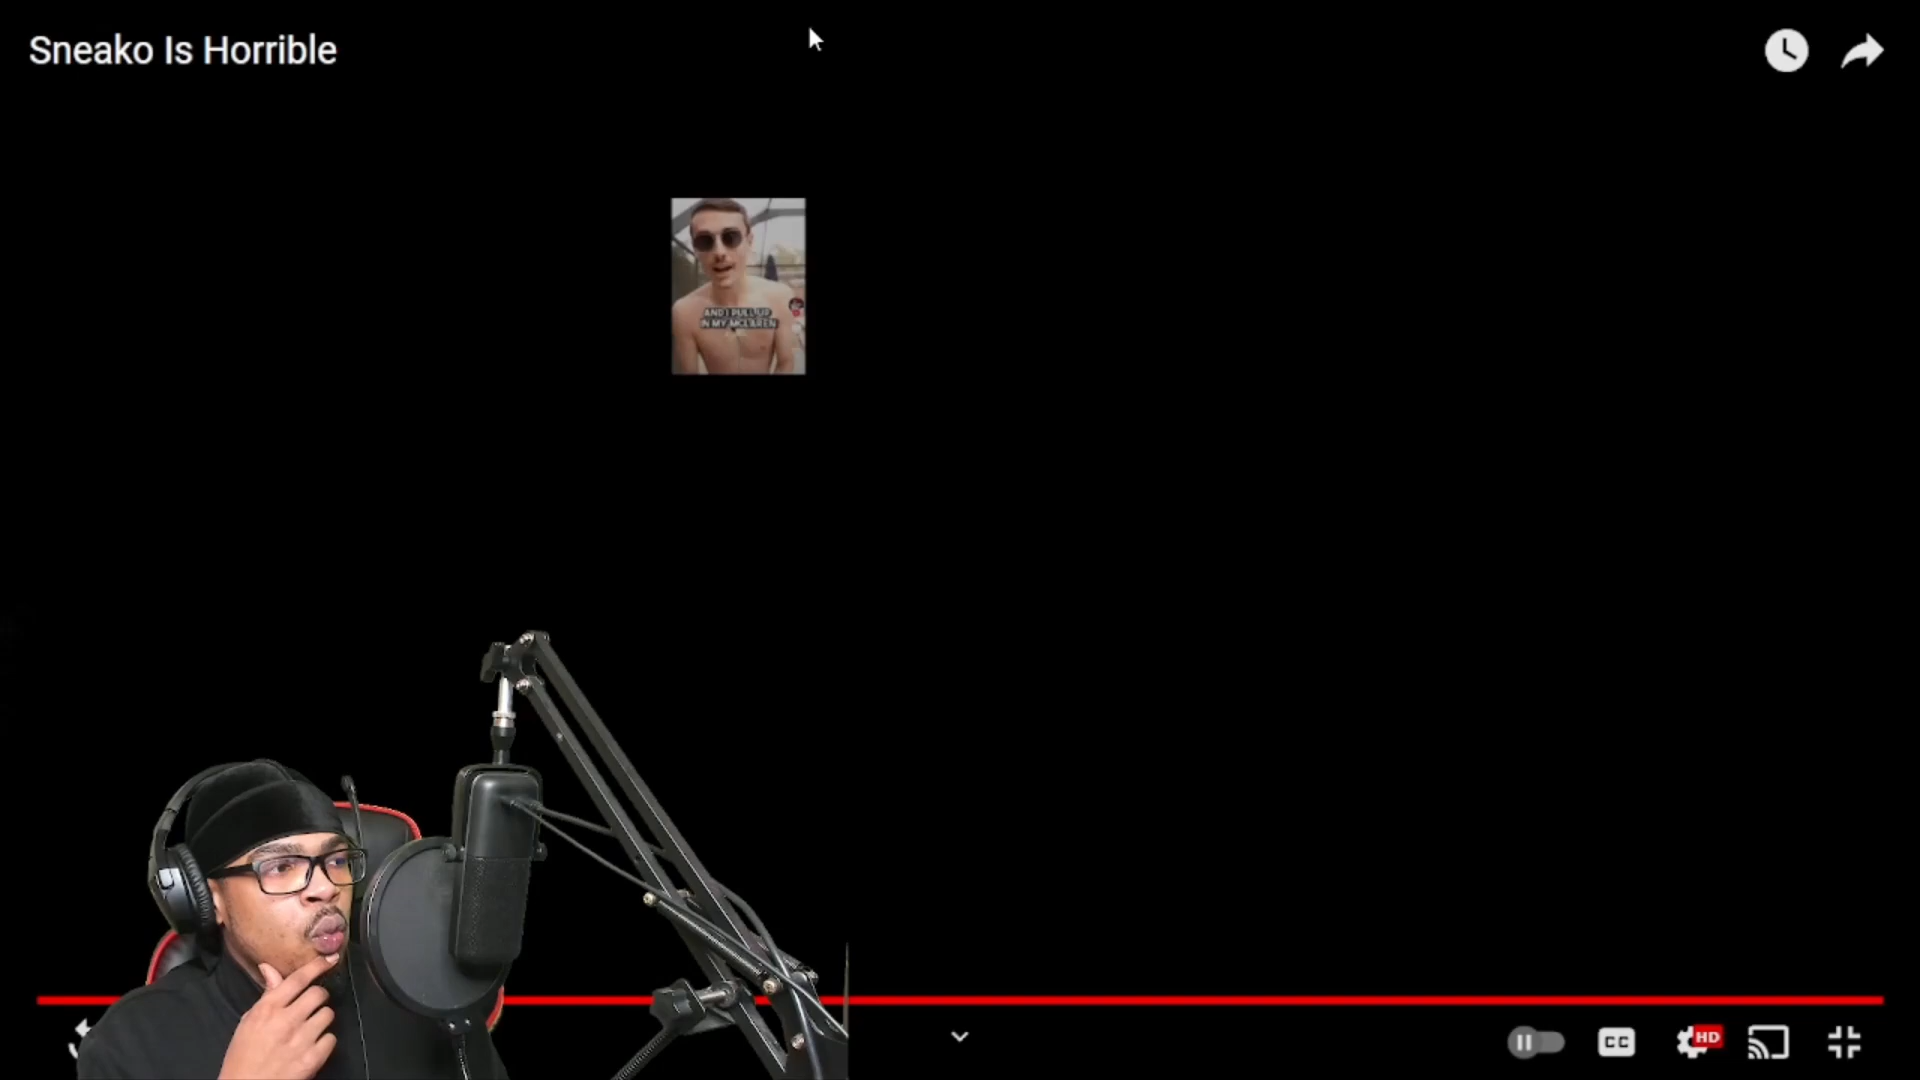 Sneako Is Horrible
AND I PULL UP
IN MY MCLAREN
CC
HD